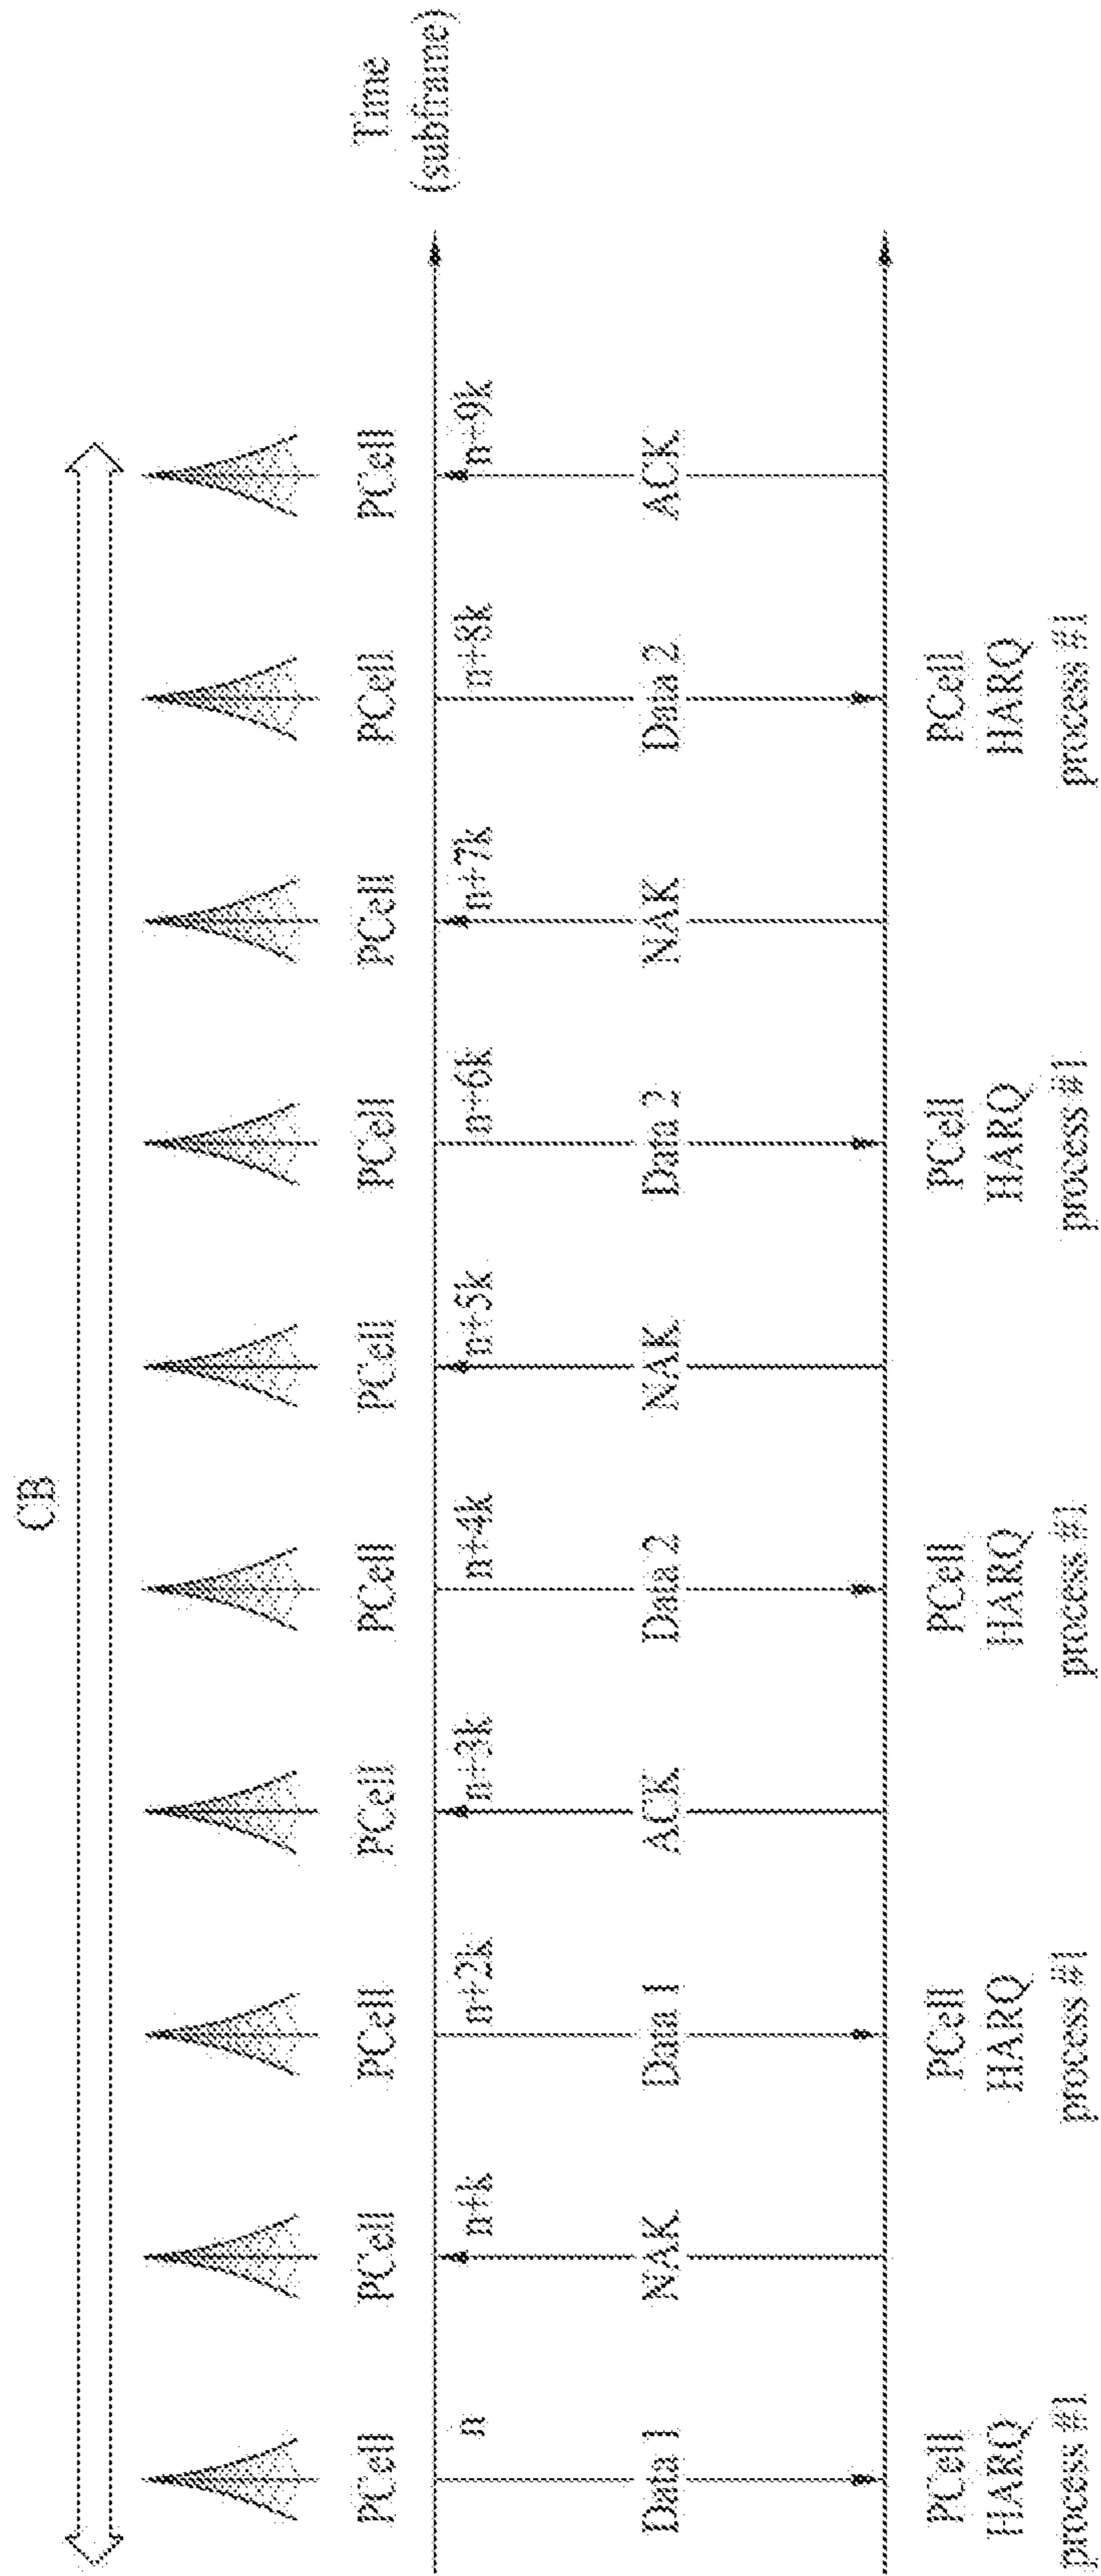 CB
PCell PCell PCell PCell PCell PCell PCell PCell PCell PCell
Time
(subframe)
n n+k n+2k n+3k n+4k n+5k n+6k n+7k n+8k n+9k
Data 1 NAK Data 1 ACK Data 2 NAK Data 2 NAK Data 2 ACK
PCell PCell PCell PCell PCell
HARQ HARQ HARQ HARQ HARQ
process #1 process #1 process #1 process #1 process #1